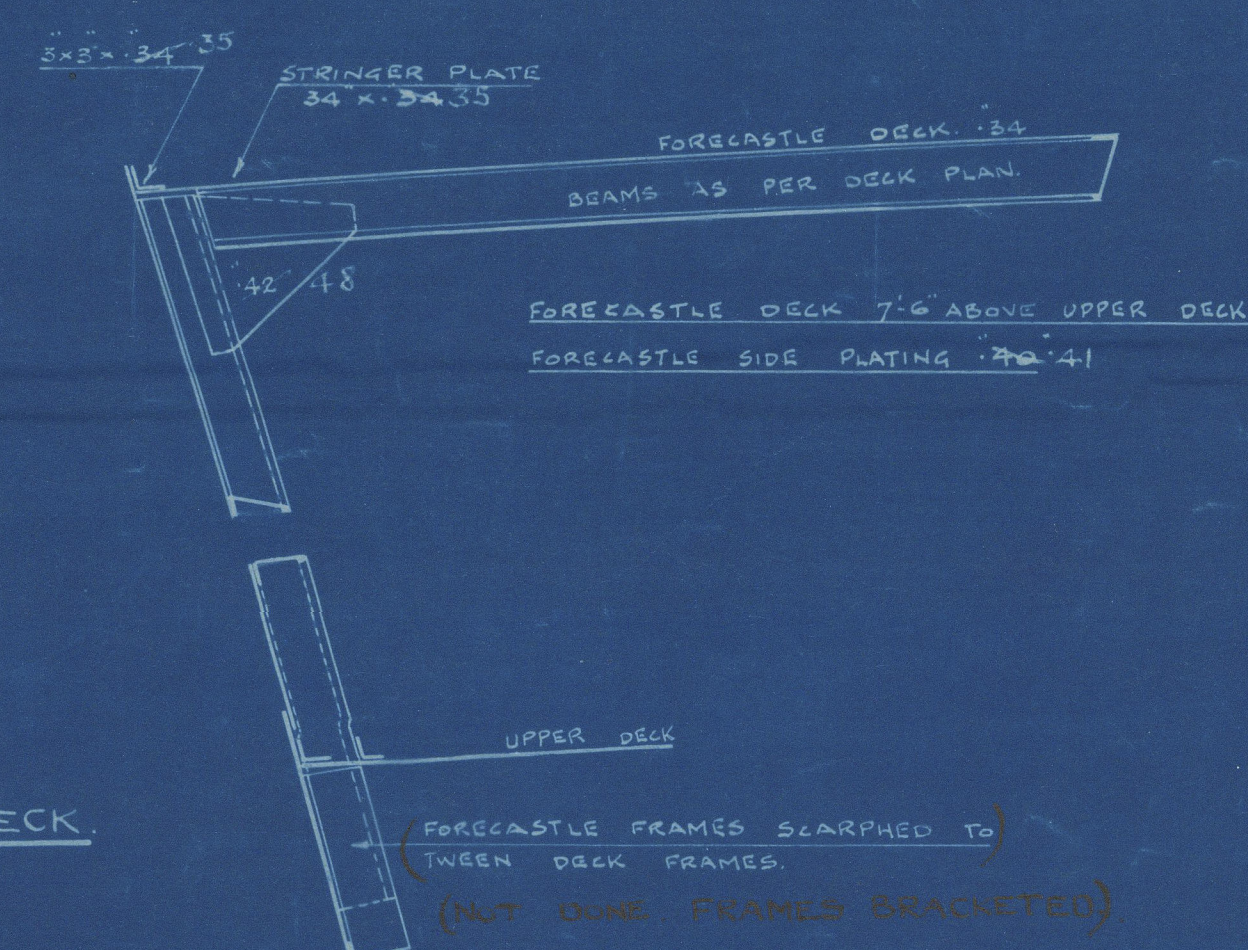 3"x3"x ·34" 35
STRINGER PLATE
34" x ·34 35
FORECASTLE DECK. ·34"
BEAMS AS PER DECK PLAN.
·42" 48
FORECASTLE DECK 7'-6" ABOVE UPPER DECK
FORECASTLE SIDE PLATING ·40" ·41"
UPPER DECK
ECK.
(FORECASTLE FRAMES SCARPHED TO)
TWEEN DECK FRAMES.
(NOT DONE FRAMES BRACKETED).